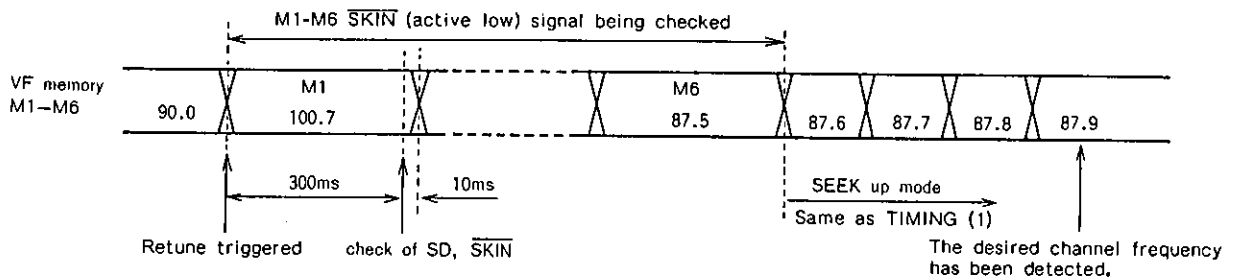 M1-M6 SKIN (active low) signal being checked
VF memory
M1-M6
M1
M6
90.0
100.7
87.5
87.6
87.7
87.8
87.9
300ms
10ms
SEEK up mode
Same as TIMING (1)
Retune triggered
check of SD, SKIN
The desired channel frequency
has been detected.